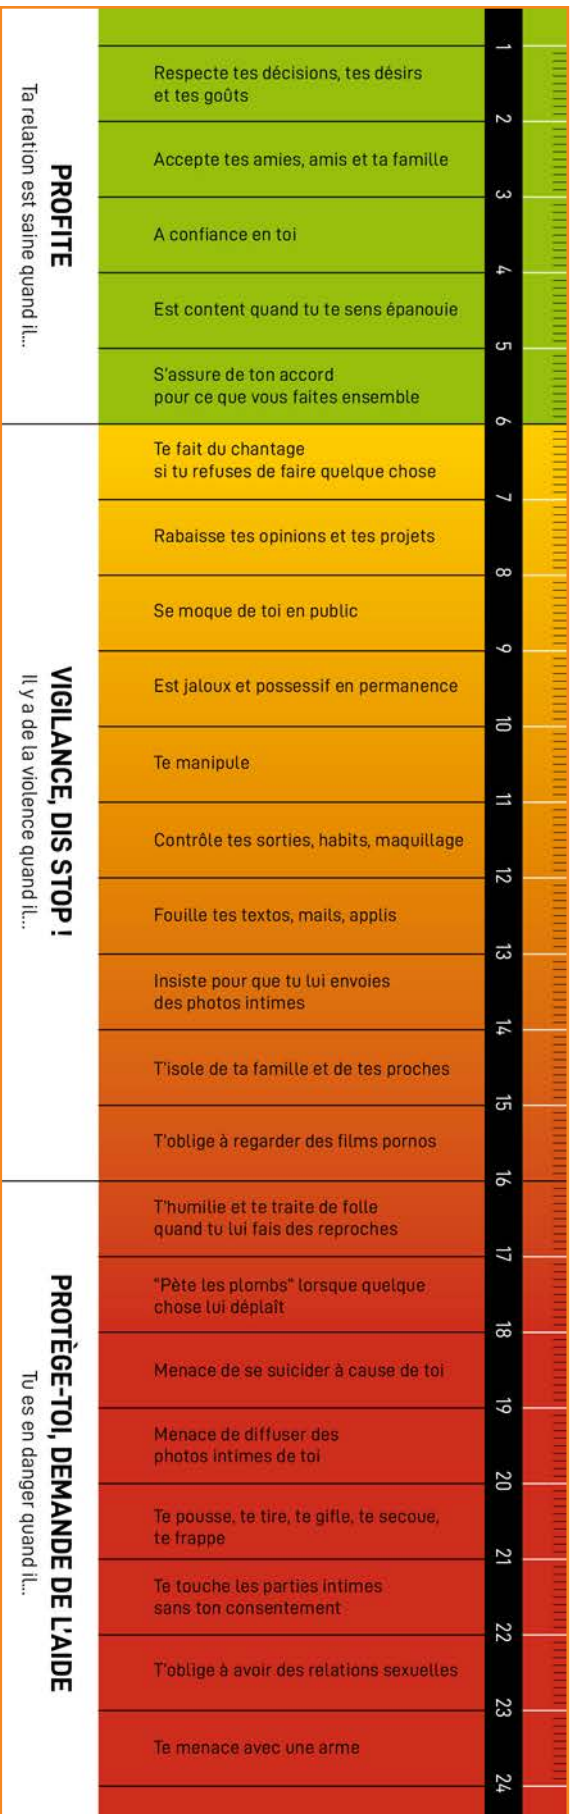 PROFITE
Ta relation est saine quand il...
1
Respecte tes décisions, tes désirs
et tes goûts
2
Accepte tes amies, amis et ta famille
3
A confiance en toi
4
Est content quand tu te sens épanouie
5
S'assure de ton accord
pour ce que vous faites ensemble
6
VIGILANCE, DIS STOP !
Il y a de la violence quand il...
Te fait du chantage
si tu refuses de faire quelque chose
7
Rabaisse tes opinions et tes projets
8
Se moque de toi en public
9
Est jaloux et possessif en permanence
10
Te manipule
11
Contrôle tes sorties, habits, maquillage
12
Fouille tes textos, mails, applis
13
Insiste pour que tu lui envoies
des photos intimes
14
T'isole de ta famille et de tes proches
15
T'oblige à regarder des films pornos
16
PROTÈGE-TOI, DEMANDE DE L'AIDE
Tu es en danger quand il...
T'humilie et te traite de folle
quand tu lui fais des reproches
17
"Pète les plombs" lorsque quelque
chose lui déplaît
18
Menace de se suicider à cause de toi
19
Menace de diffuser des
photos intimes de toi
20
Te pousse, te tire, te gifle, te secoue,
te frappe
21
Te touche les parties intimes
sans ton consentement
22
T'oblige à avoir des relations sexuelles
23
Te menace avec une arme
24